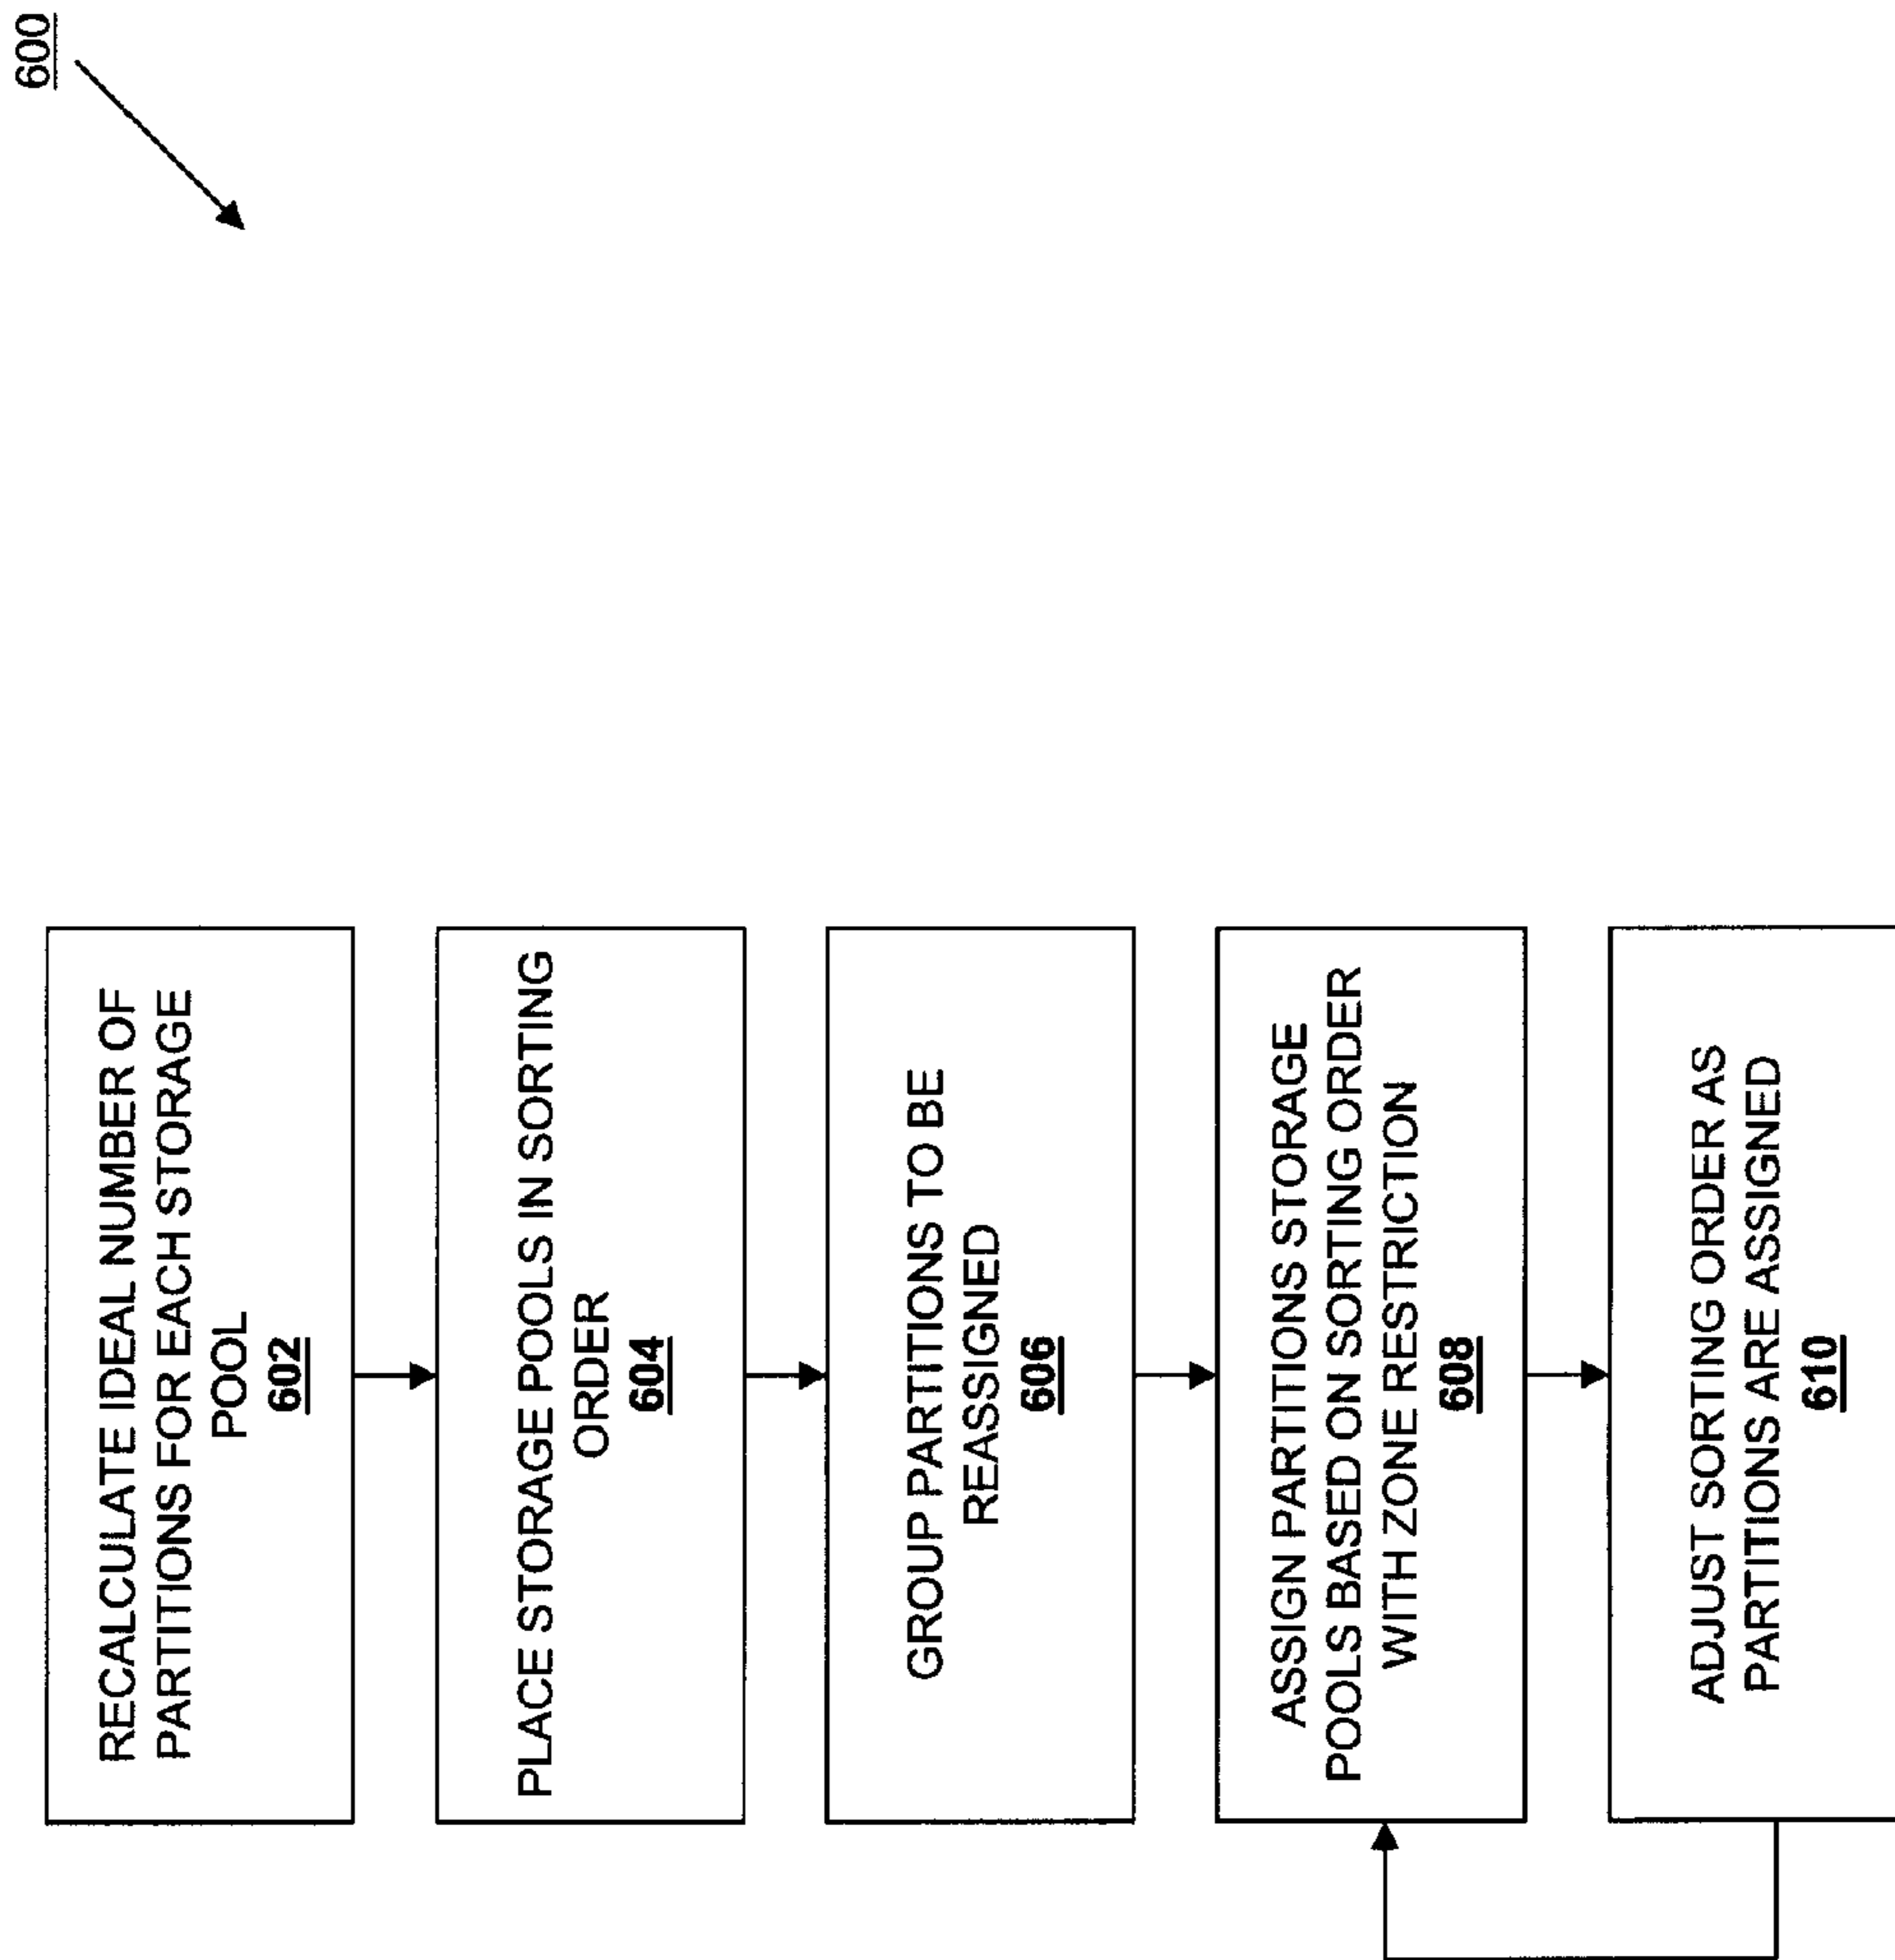 600
RECALCULATE IDEAL NUMBER OF
PARTITIONS FOR EACH STORAGE
POOL
602
PLACE STORAGE POOLS IN SORTING
ORDER
604
GROUP PARTITIONS TO BE
REASSIGNED
606
ASSIGN PARTITIONS STORAGE
POOLS BASED ON SORTING ORDER
WITH ZONE RESTRICTION
608
ADJUST SORTING ORDER AS
PARTITIONS ARE ASSIGNED
610